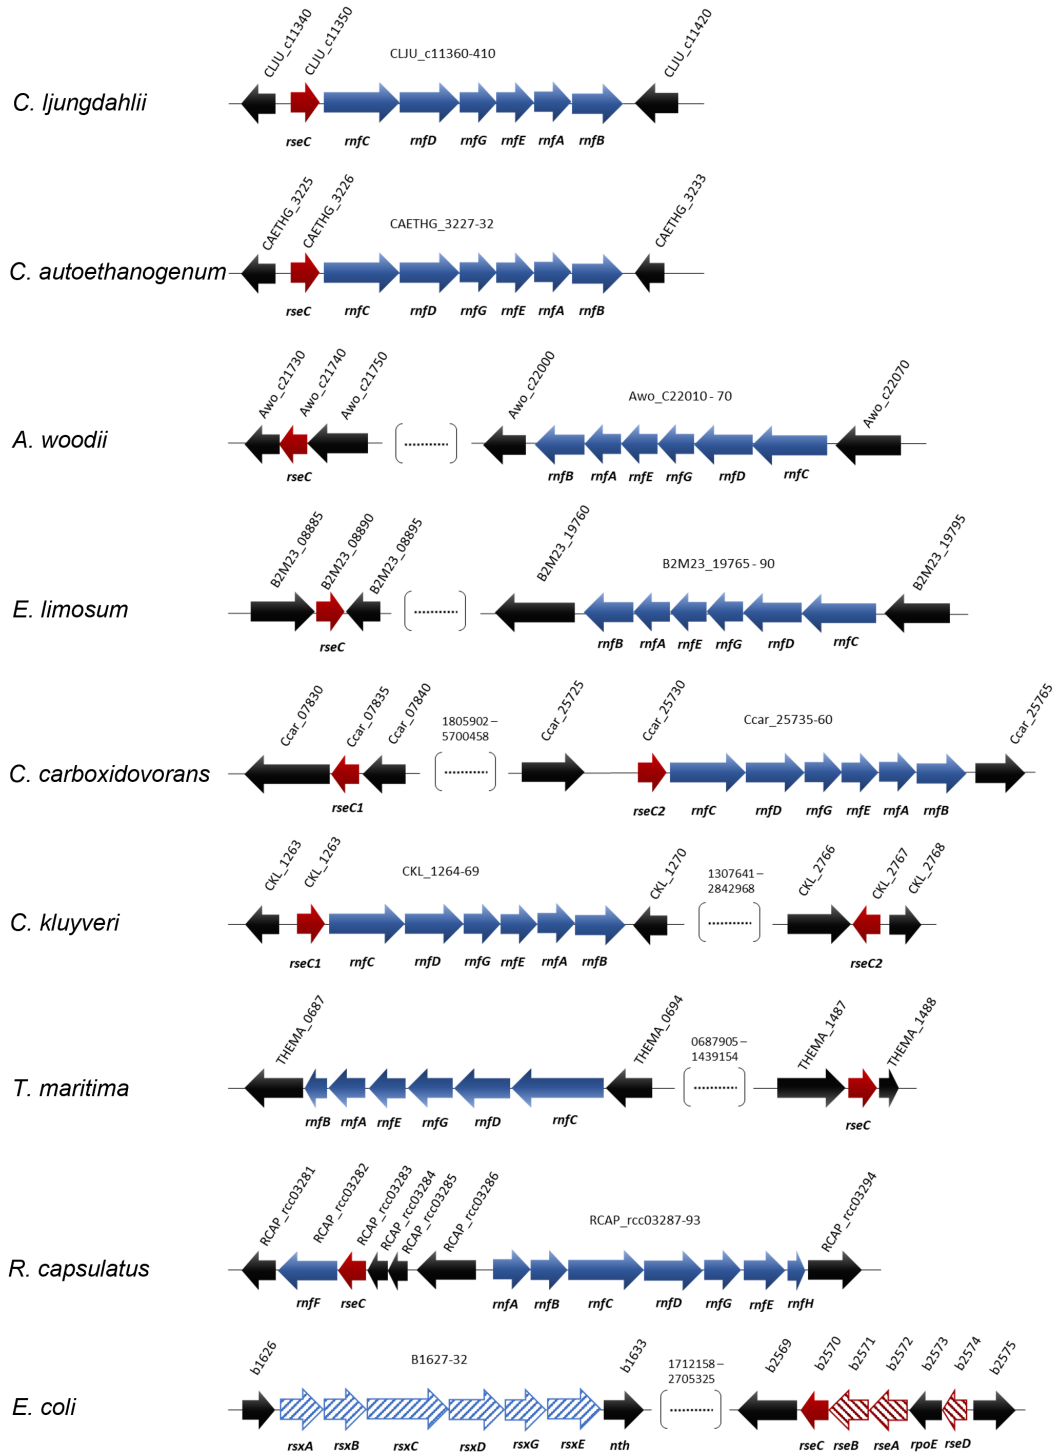 CLJU_c11340
CLJU_c11350
CLJU_c11360-410
CLJU_c11420
C. ljungdahlii
rseC rnfC rnfD rnfG rnfE rnfA rnfB
CAETHG_3225
CAETHG_3226
CAETHG_3227-32
CAETHG_3233
C. autoethanogenum
rseC rnfC rnfD rnfG rnfE rnfA rnfB
Awo_c21730
Awo_c21740
Awo_c21750
Awo_c22000
Awo_C22010 - 70
Awo_c22070
A. woodii
rseC rnfB rnfA rnfE rnfG rnfD rnfC
B2M23_08885
B2M23_08890
B2M23_08895
B2M23_19760
B2M23_19765 - 90
B2M23_19795
E. limosum
rseC rnfB rnfA rnfE rnfG rnfD rnfC
Ccar_07830
Ccar_07835
Ccar_07840
1805902 –
5700458
Ccar_25725
Ccar_25730
Ccar_25735-60
Ccar_25765
C. carboxidovorans
rseC1 rseC2 rnfC rnfD rnfG rnfE rnfA rnfB
CKL_1263
CKL_1263
CKL_1264-69
CKL_1270
1307641 –
2842968
CKL_2766
CKL_2767
CKL_2768
C. kluyveri
rseC1 rnfC rnfD rnfG rnfE rnfA rnfB rseC2
THEMA_0687
THEMA_0694
0687905 –
1439154
THEMA_1487
THEMA_1488
T. maritima
rnfB rnfA rnfE rnfG rnfD rnfC rseC
RCAP_rcc03281
RCAP_rcc03282
RCAP_rcc03283
RCAP_rcc03284
RCAP_rcc03285
RCAP_rcc03286
RCAP_rcc03287-93
RCAP_rcc03294
R. capsulatus
rnfF rseC rnfA rnfB rnfC rnfD rnfG rnfE rnfH
b1626
B1627-32
b1633
1712158 –
2705325
b2569
b2570
b2571
b2572
b2573
b2574
b2575
E. coli
rsxA rsxB rsxC rsxD rsxG rsxE nth rseC rseB rseA rpoE rseD